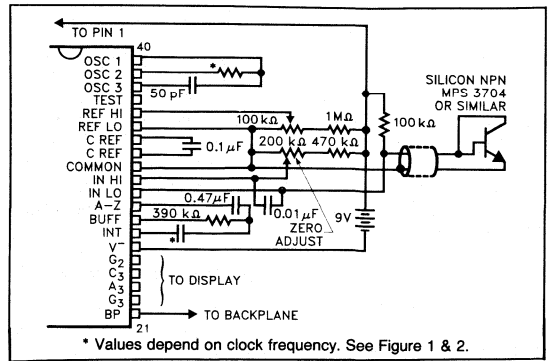 TO PIN 1
40
OSC 1
OSC 2
OSC 3
TEST
REF HI
REF LO
C REF
C REF
COMMON
IN HI
IN LO
A-Z
BUFF
INT
V⁻
G₂
C₃
A₃
G₃
BP
21
*
50 pF
100 kΩ
1MΩ
200 kΩ
470 kΩ
0.1 µF
0.47µF
390 kΩ
*
0.01µF
ZERO
ADJUST
9V
100kΩ
SILICON NPN
MPS 3704
OR SIMILAR
TO DISPLAY
TO BACKPLANE
* Values depend on clock frequency. See Figure 1 & 2.